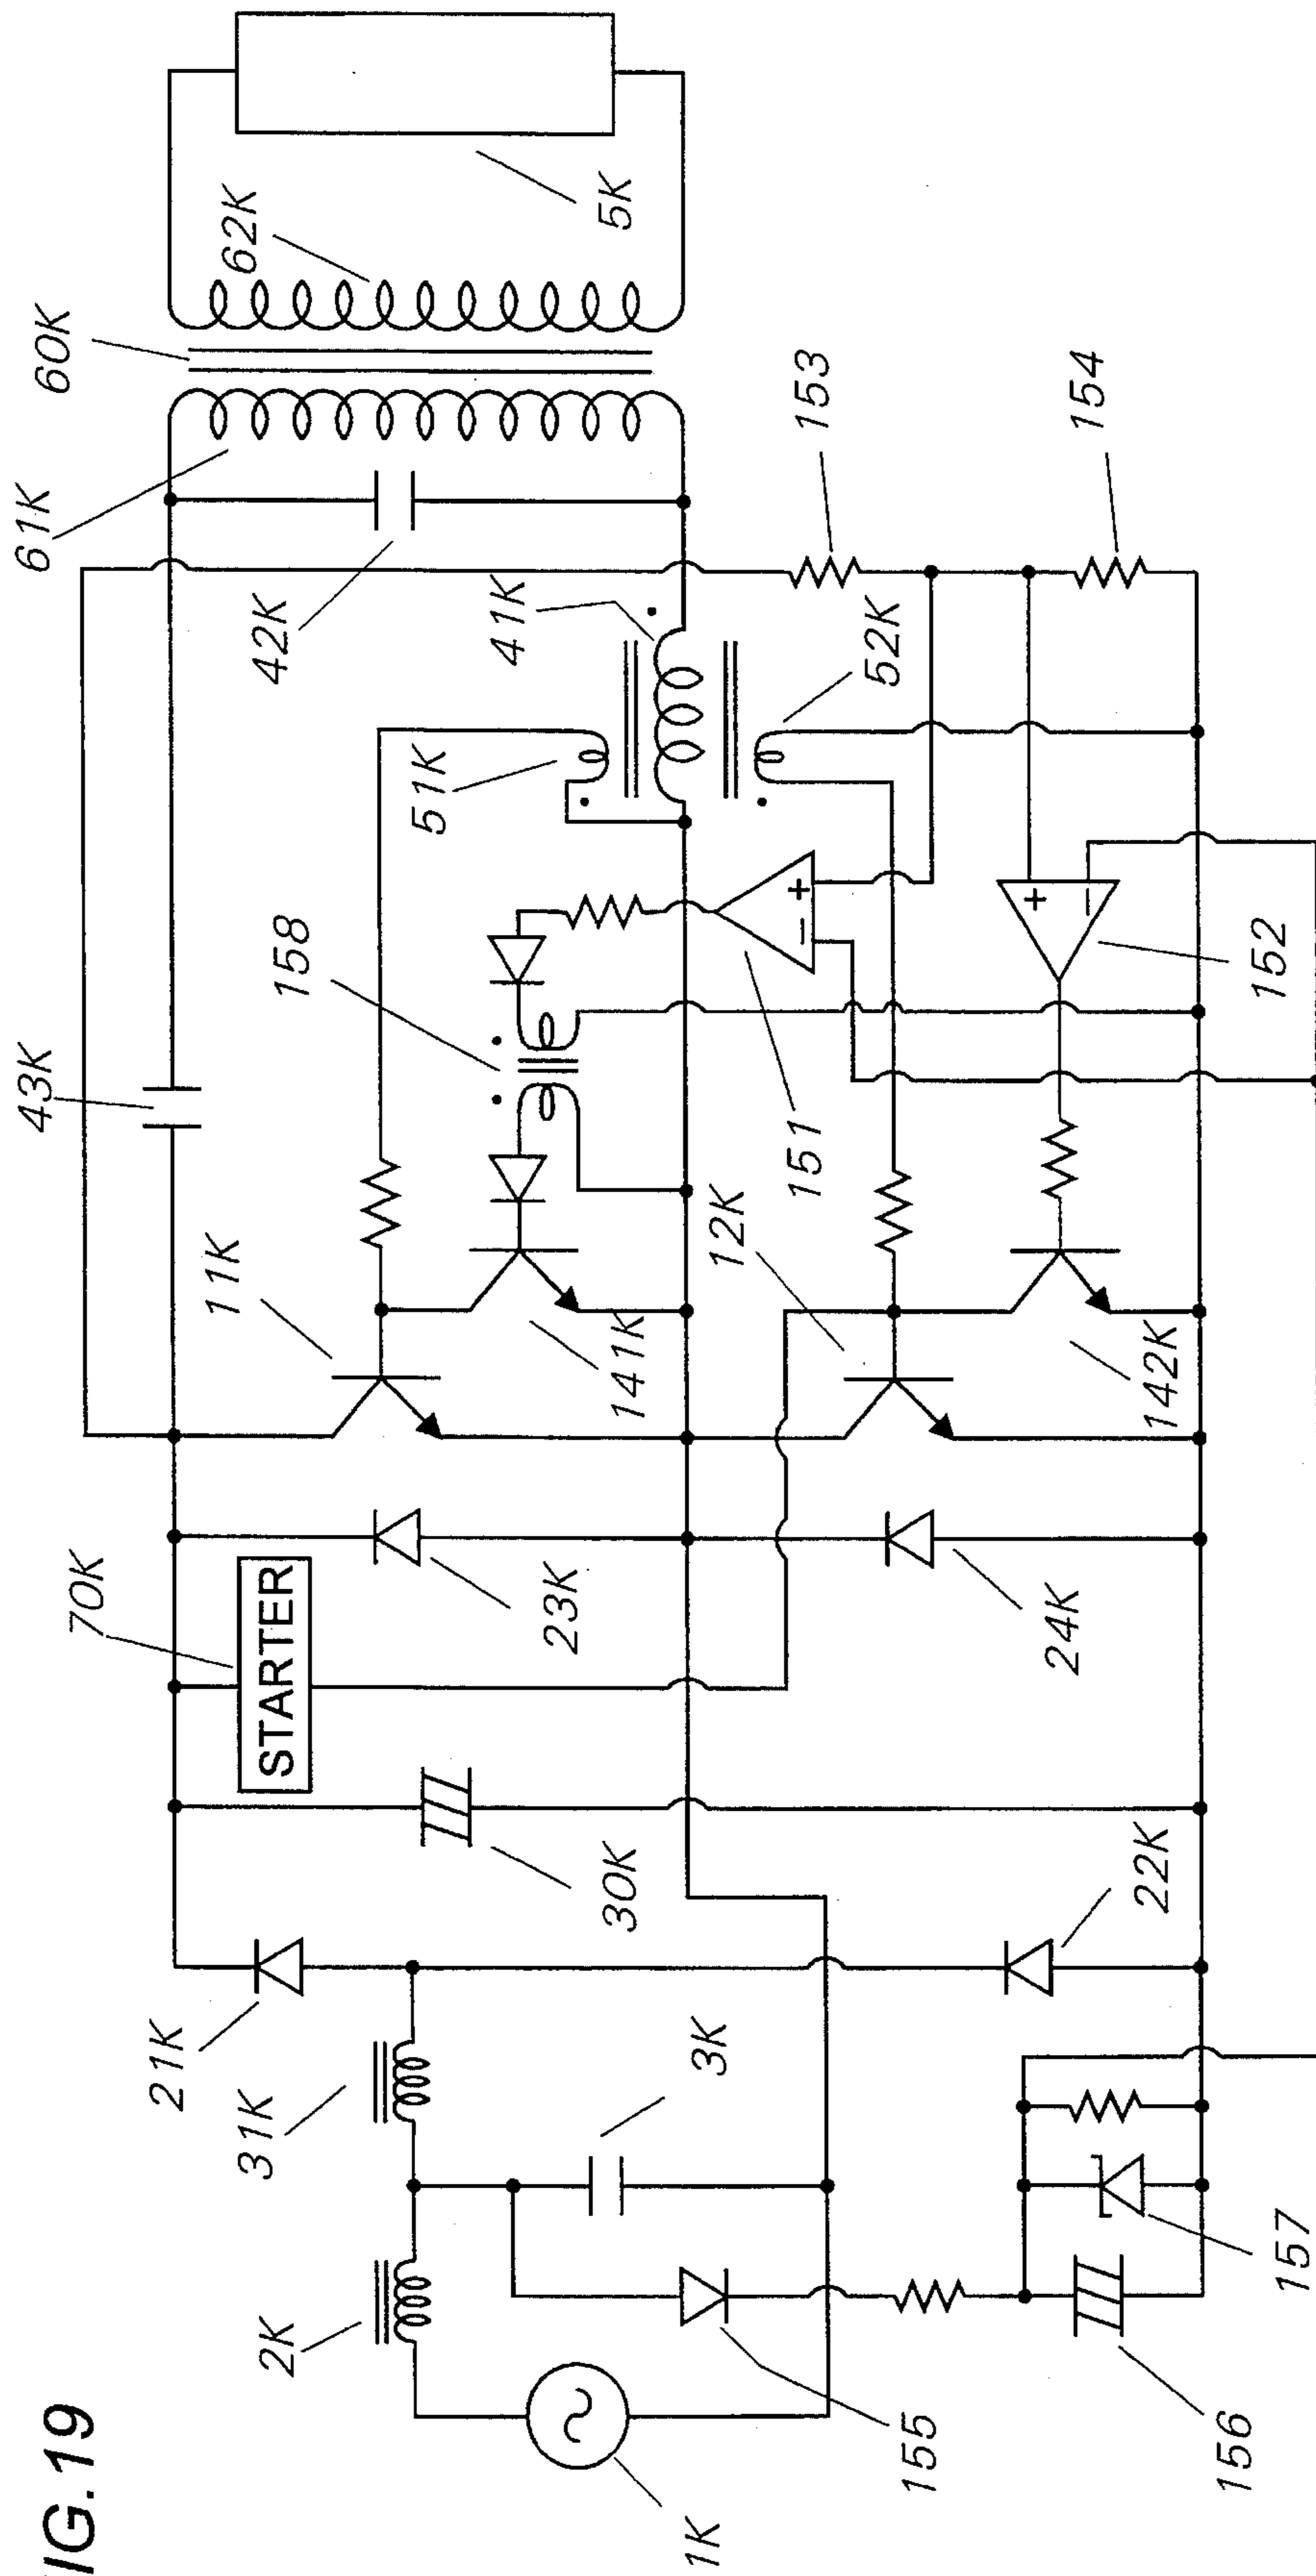 IG.19
1K
2K
3K
31K
21K
22K
30K
70K
STARTER
23K
24K
11K
12K
141K
142K
43K
158
151
152
51K
52K
41K
42K
153
154
61K
60K
62K
5K
155
156
157
+
−
+
−